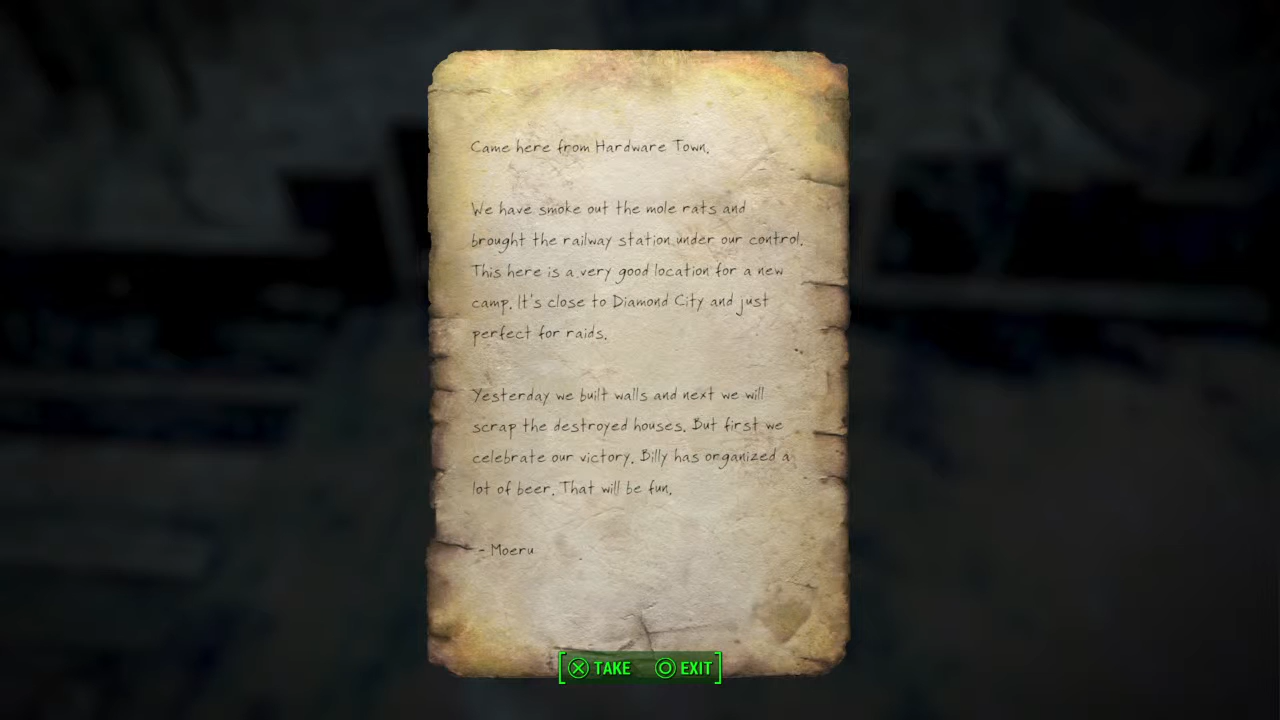 Came here from Hardware Town.
We have smoke out the mole rats and
brought the railway station under our control.
This here is a very good location for a new
camp. It's close to Diamond City and just
perfect for raids.
Yesterday we built walls and next we will
scrap the destroyed houses. But first we
celebrate our victory. Billy has organized a
lot of beer. That will be fun.
- Moeru
TAKE EXIT